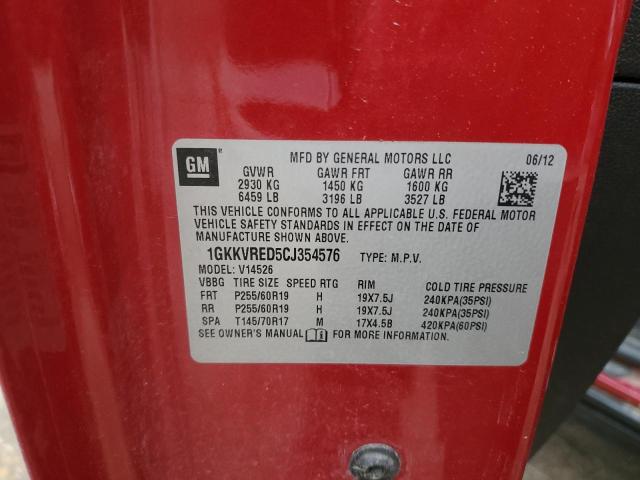 GM
MFD BY GENERAL MOTORS LLC 06/12
GVWR GAWR FRT GAWR RR
2930 KG 1450 KG 1600 KG
6459 LB 3196 LB 3527 LB
THIS VEHICLE CONFORMS TO ALL APPLICABLE U.S. FEDERAL MOTOR
VEHICLE SAFETY STANDARDS IN EFFECT ON THE DATE OF
MANUFACTURE SHOWN ABOVE.
1GKKVRED5CJ354576 TYPE: M.P.V.
MODEL: V14526
VBBG TIRE SIZE SPEED RTG RIM COLD TIRE PRESSURE
FRT P255/60R19 H 19X7.5J 240KPA(35PSI)
RR P255/60R19 H 19X7.5J 240KPA(35PSI)
SPA T145/70R17 M 17X4.5B 420KPA(60PSI)
SEE OWNER'S MANUAL FOR MORE INFORMATION.